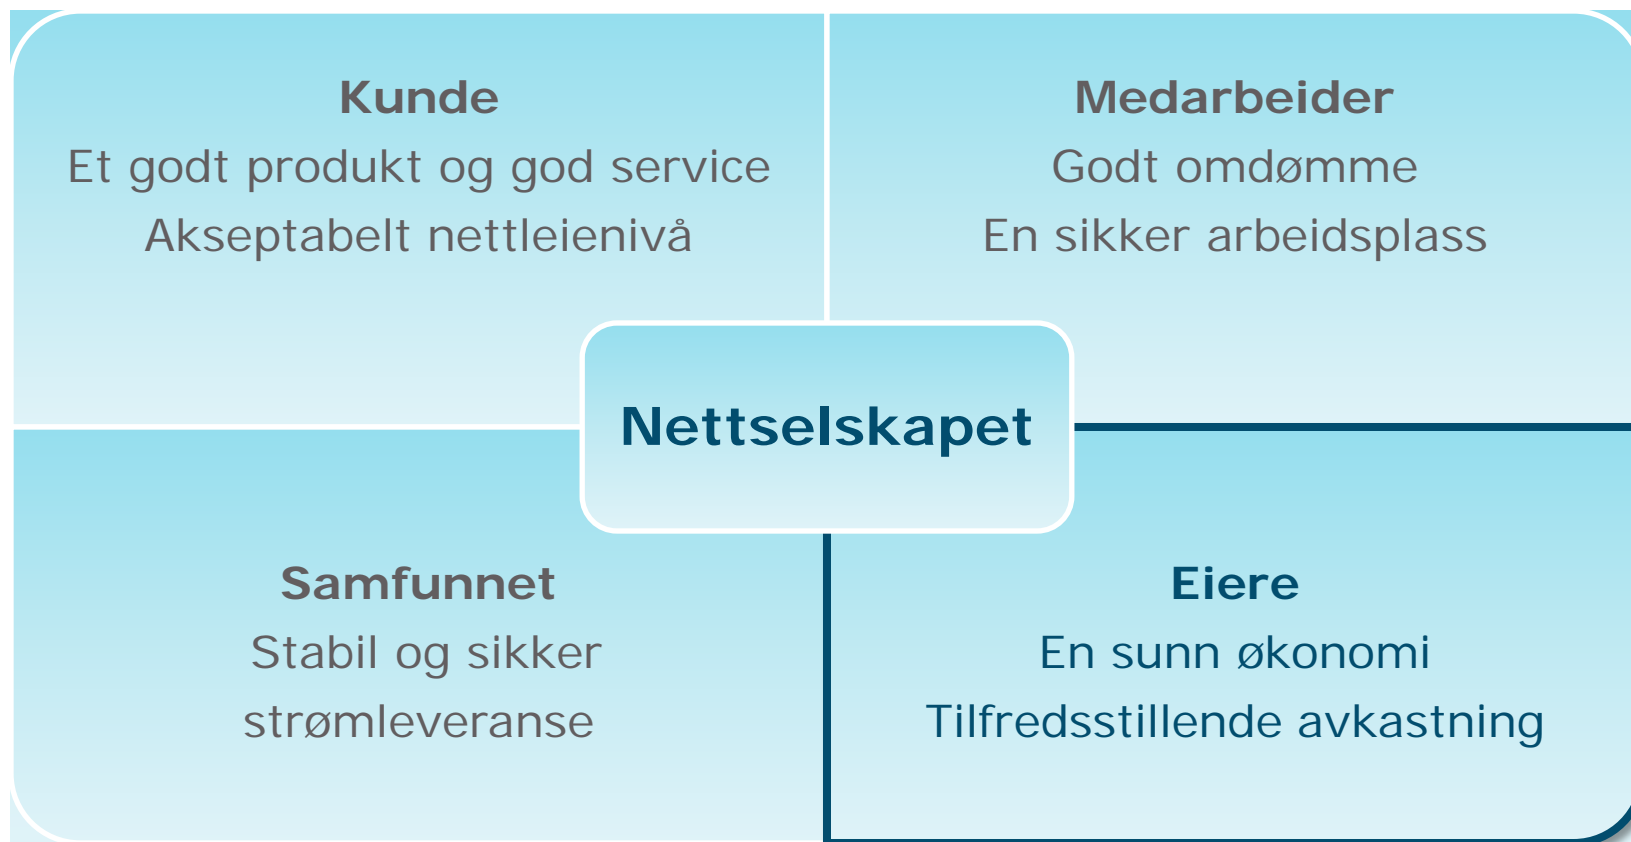 Kunde
Et godt produkt og god service
Akseptabelt nettleienivå
Medarbeider
Godt omdømme
En sikker arbeidsplass
Nettselskapet
Samfunnet
Stabil og sikker
strømleveranse
Eiere
En sunn økonomi
Tilfredsstillende avkastning